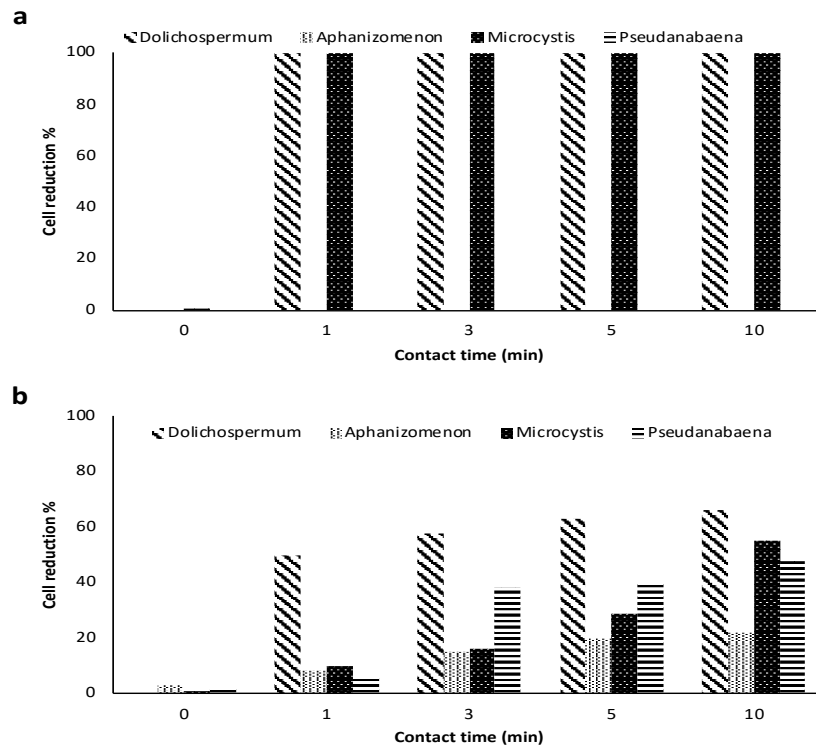 a
Dolichospermum Aphanizomenon Microcystis Pseudanabaena
100
80
60
40
20
0
Cell reduction %
0 1 3 5 10
Contact time (min)
b
Dolichospermum Aphanizomenon Microcystis Pseudanabaena
100
80
60
40
20
0
Cell reduction %
0 1 3 5 10
Contact time (min)